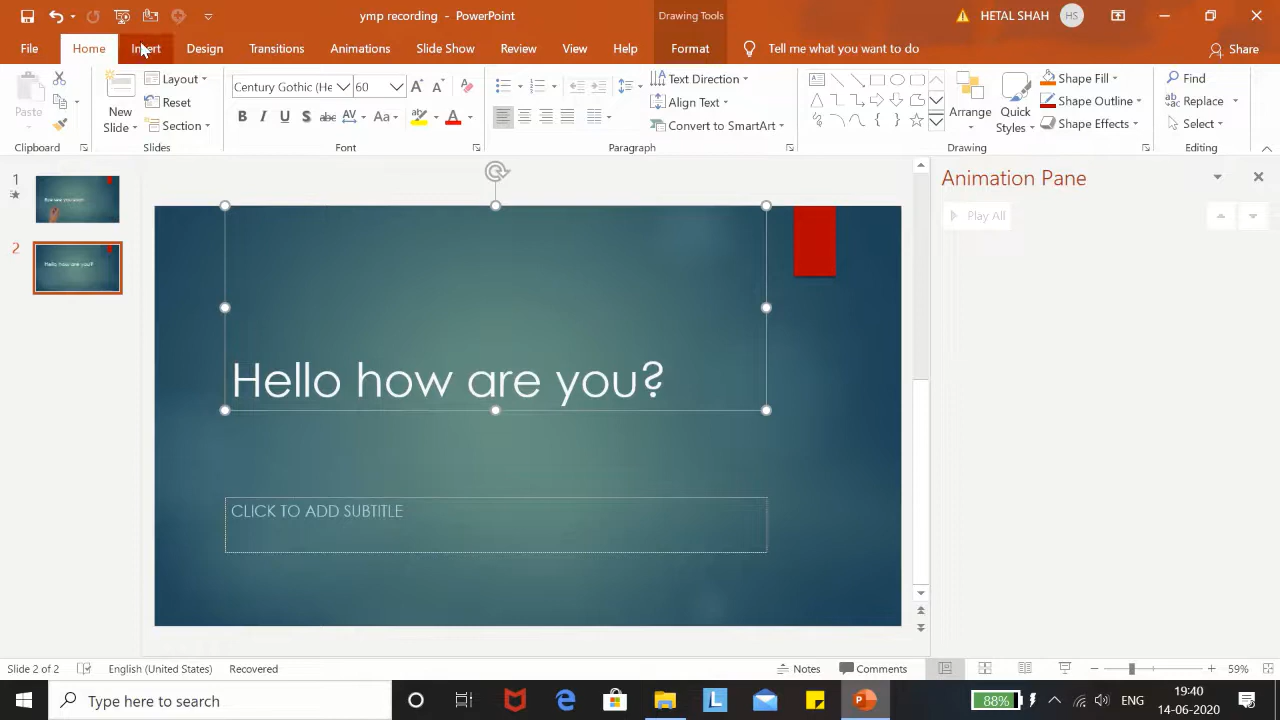 ymp recording - PowerPoint
Drawing Tools
HETAL SHAH
HS
File
Home
Insert
Design
Transitions
Animations
Slide Show
Review
View
Help
Format
Tell me what you want to do
Share
Paste
Clipboard
New
Slide
Layout
Reset
Section
Slides
Century Gothic (He
60
Font
Text Direction
Align Text
Convert to SmartArt
Paragraph
Arrange
Quick
Styles
Shape Fill
Shape Outline
Shape Effects
Drawing
Find
Replace
Select
Editing
1
2
Hello how are you?
Animation Pane
Play All
Hello how are you?
CLICK TO ADD SUBTITLE
Slide 2 of 2
English (United States)
Recovered
Notes
Comments
59%
Type here to search
88%
ENG
19:40
14-06-2020